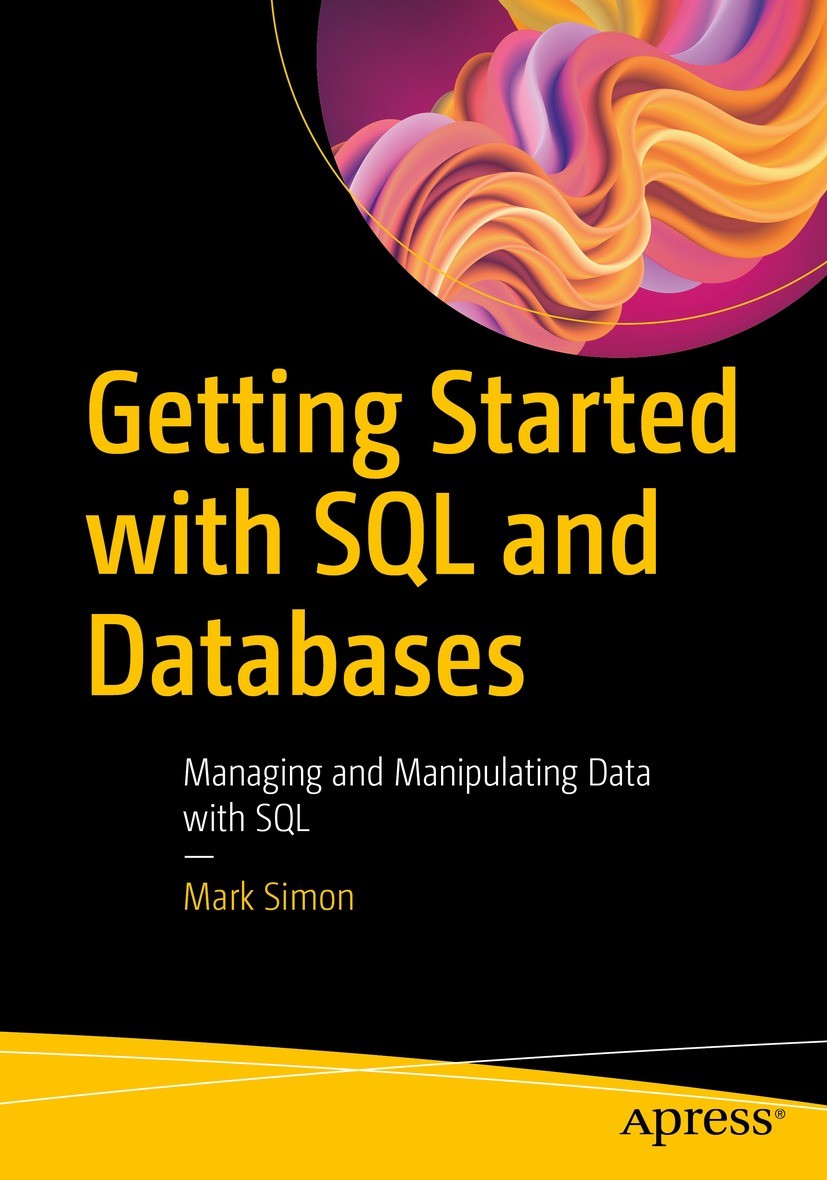 Getting Started
with SQL and
Databases
Managing and Manipulating Data
with SQL
—
Mark Simon
Apress®